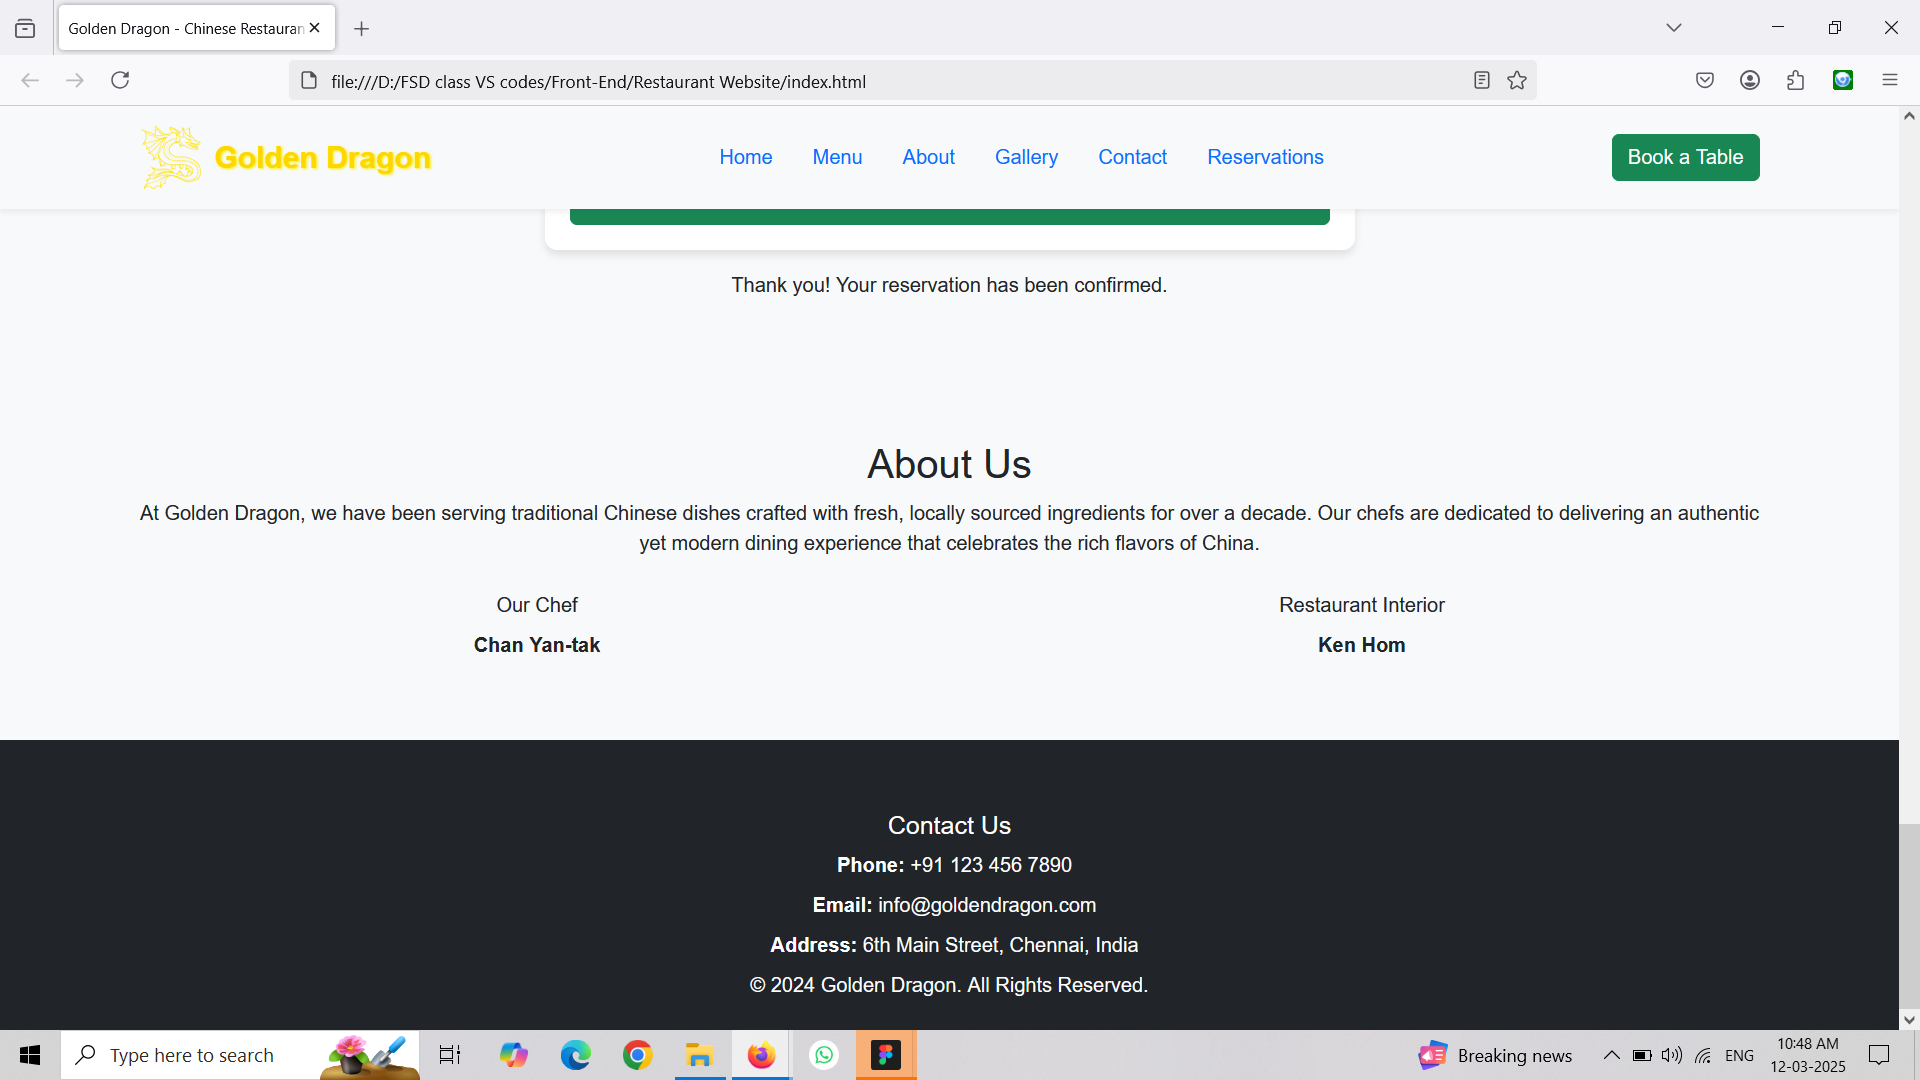 Golden Dragon - Chinese Restauran
file:///D:/FSD class VS codes/Front-End/Restaurant Website/index.html
Golden Dragon
Home Menu About Gallery Contact Reservations
Book a Table
Thank you! Your reservation has been confirmed.
About Us
At Golden Dragon, we have been serving traditional Chinese dishes crafted with fresh, locally sourced ingredients for over a decade. Our chefs are dedicated to delivering an authentic
yet modern dining experience that celebrates the rich flavors of China.
Our Chef
Chan Yan-tak
Restaurant Interior
Ken Hom
Contact Us
Phone: +91 123 456 7890
Email: info@goldendragon.com
Address: 6th Main Street, Chennai, India
© 2024 Golden Dragon. All Rights Reserved.
Type here to search
Breaking news
ENG
10:48 AM
12-03-2025